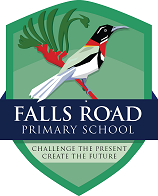 FALLS ROAD
PRIMARY SCHOOL
CHALLENGE THE PRESENT
CREATE THE FUTURE